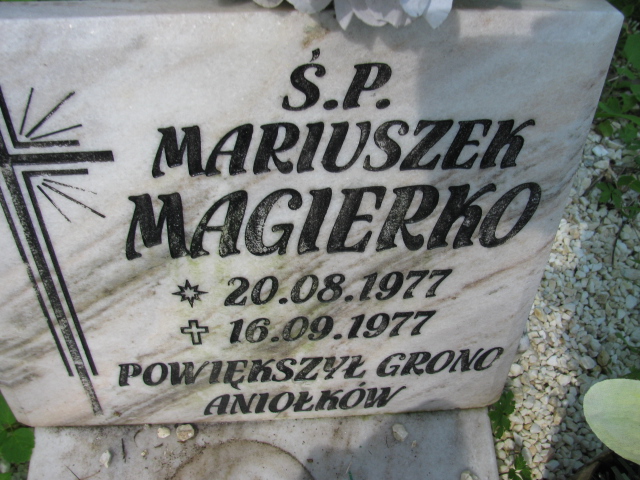 Ś.P.
MARIUSZEK
MAGIERKO
20.08.1977
16.09.1977
POWIĘKSZYŁ GRONO
ANIOŁKÓW